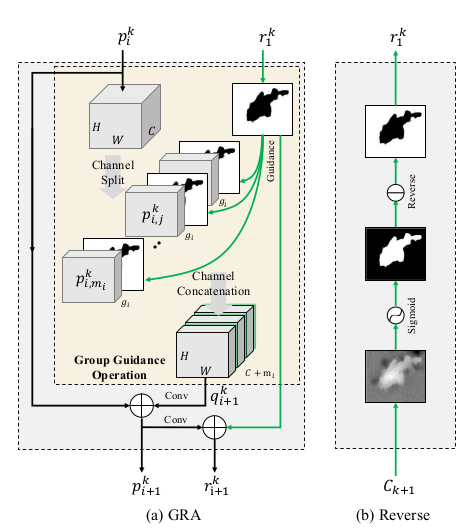 p_i^k
r_1^k
r_1^k
H
W
C
Channel
Split
Guidance
g_i
p_{i,j}^k
g_i
p_{i,m_i}^k
g_i
Channel
Concatenation
H
W
C + m_i
Group Guidance
Operation
q_{i+1}^k
Conv
Conv
p_{i+1}^k
r_{i+1}^k
Reverse
Sigmoid
C_{k+1}
(a) GRA
(b) Reverse